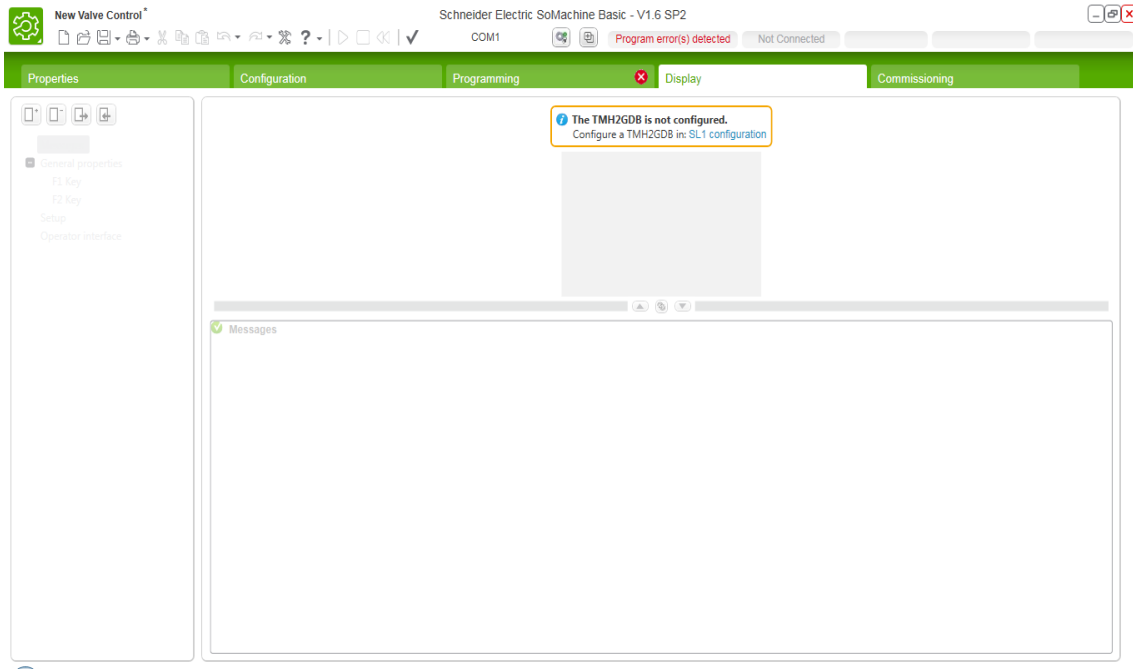 New Valve Control*
Schneider Electric SoMachine Basic - V1.6 SP2
COM1
Program error(s) detected
Not Connected
Properties
Configuration
Programming
Display
Commissioning
General properties
F1 Key
F2 Key
Setup
Operator interface
The TMH2GDB is not configured.
Configure a TMH2GDB in: SL1 configuration
Messages